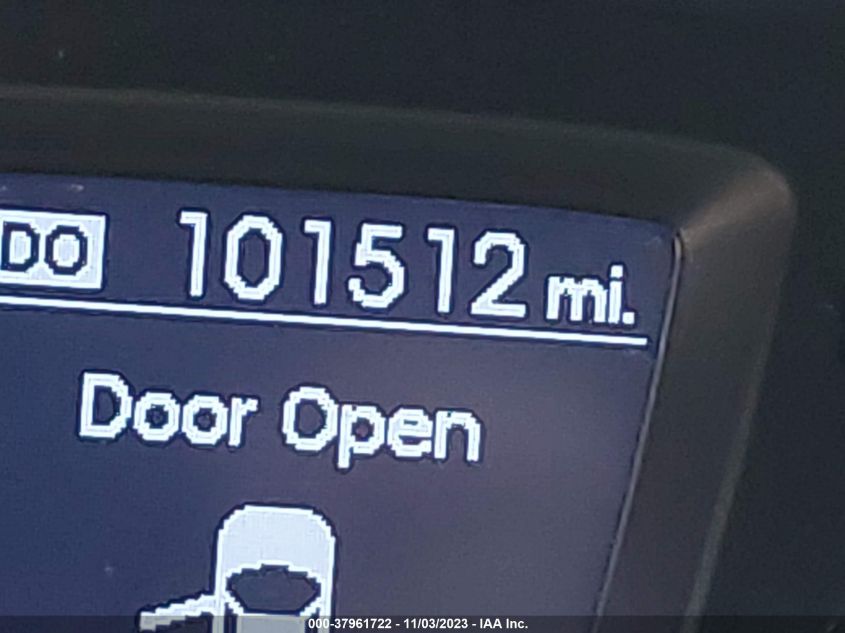 DO 101512 mi.
Door Open
000-37961722 - 11/03/2023 - IAA Inc.